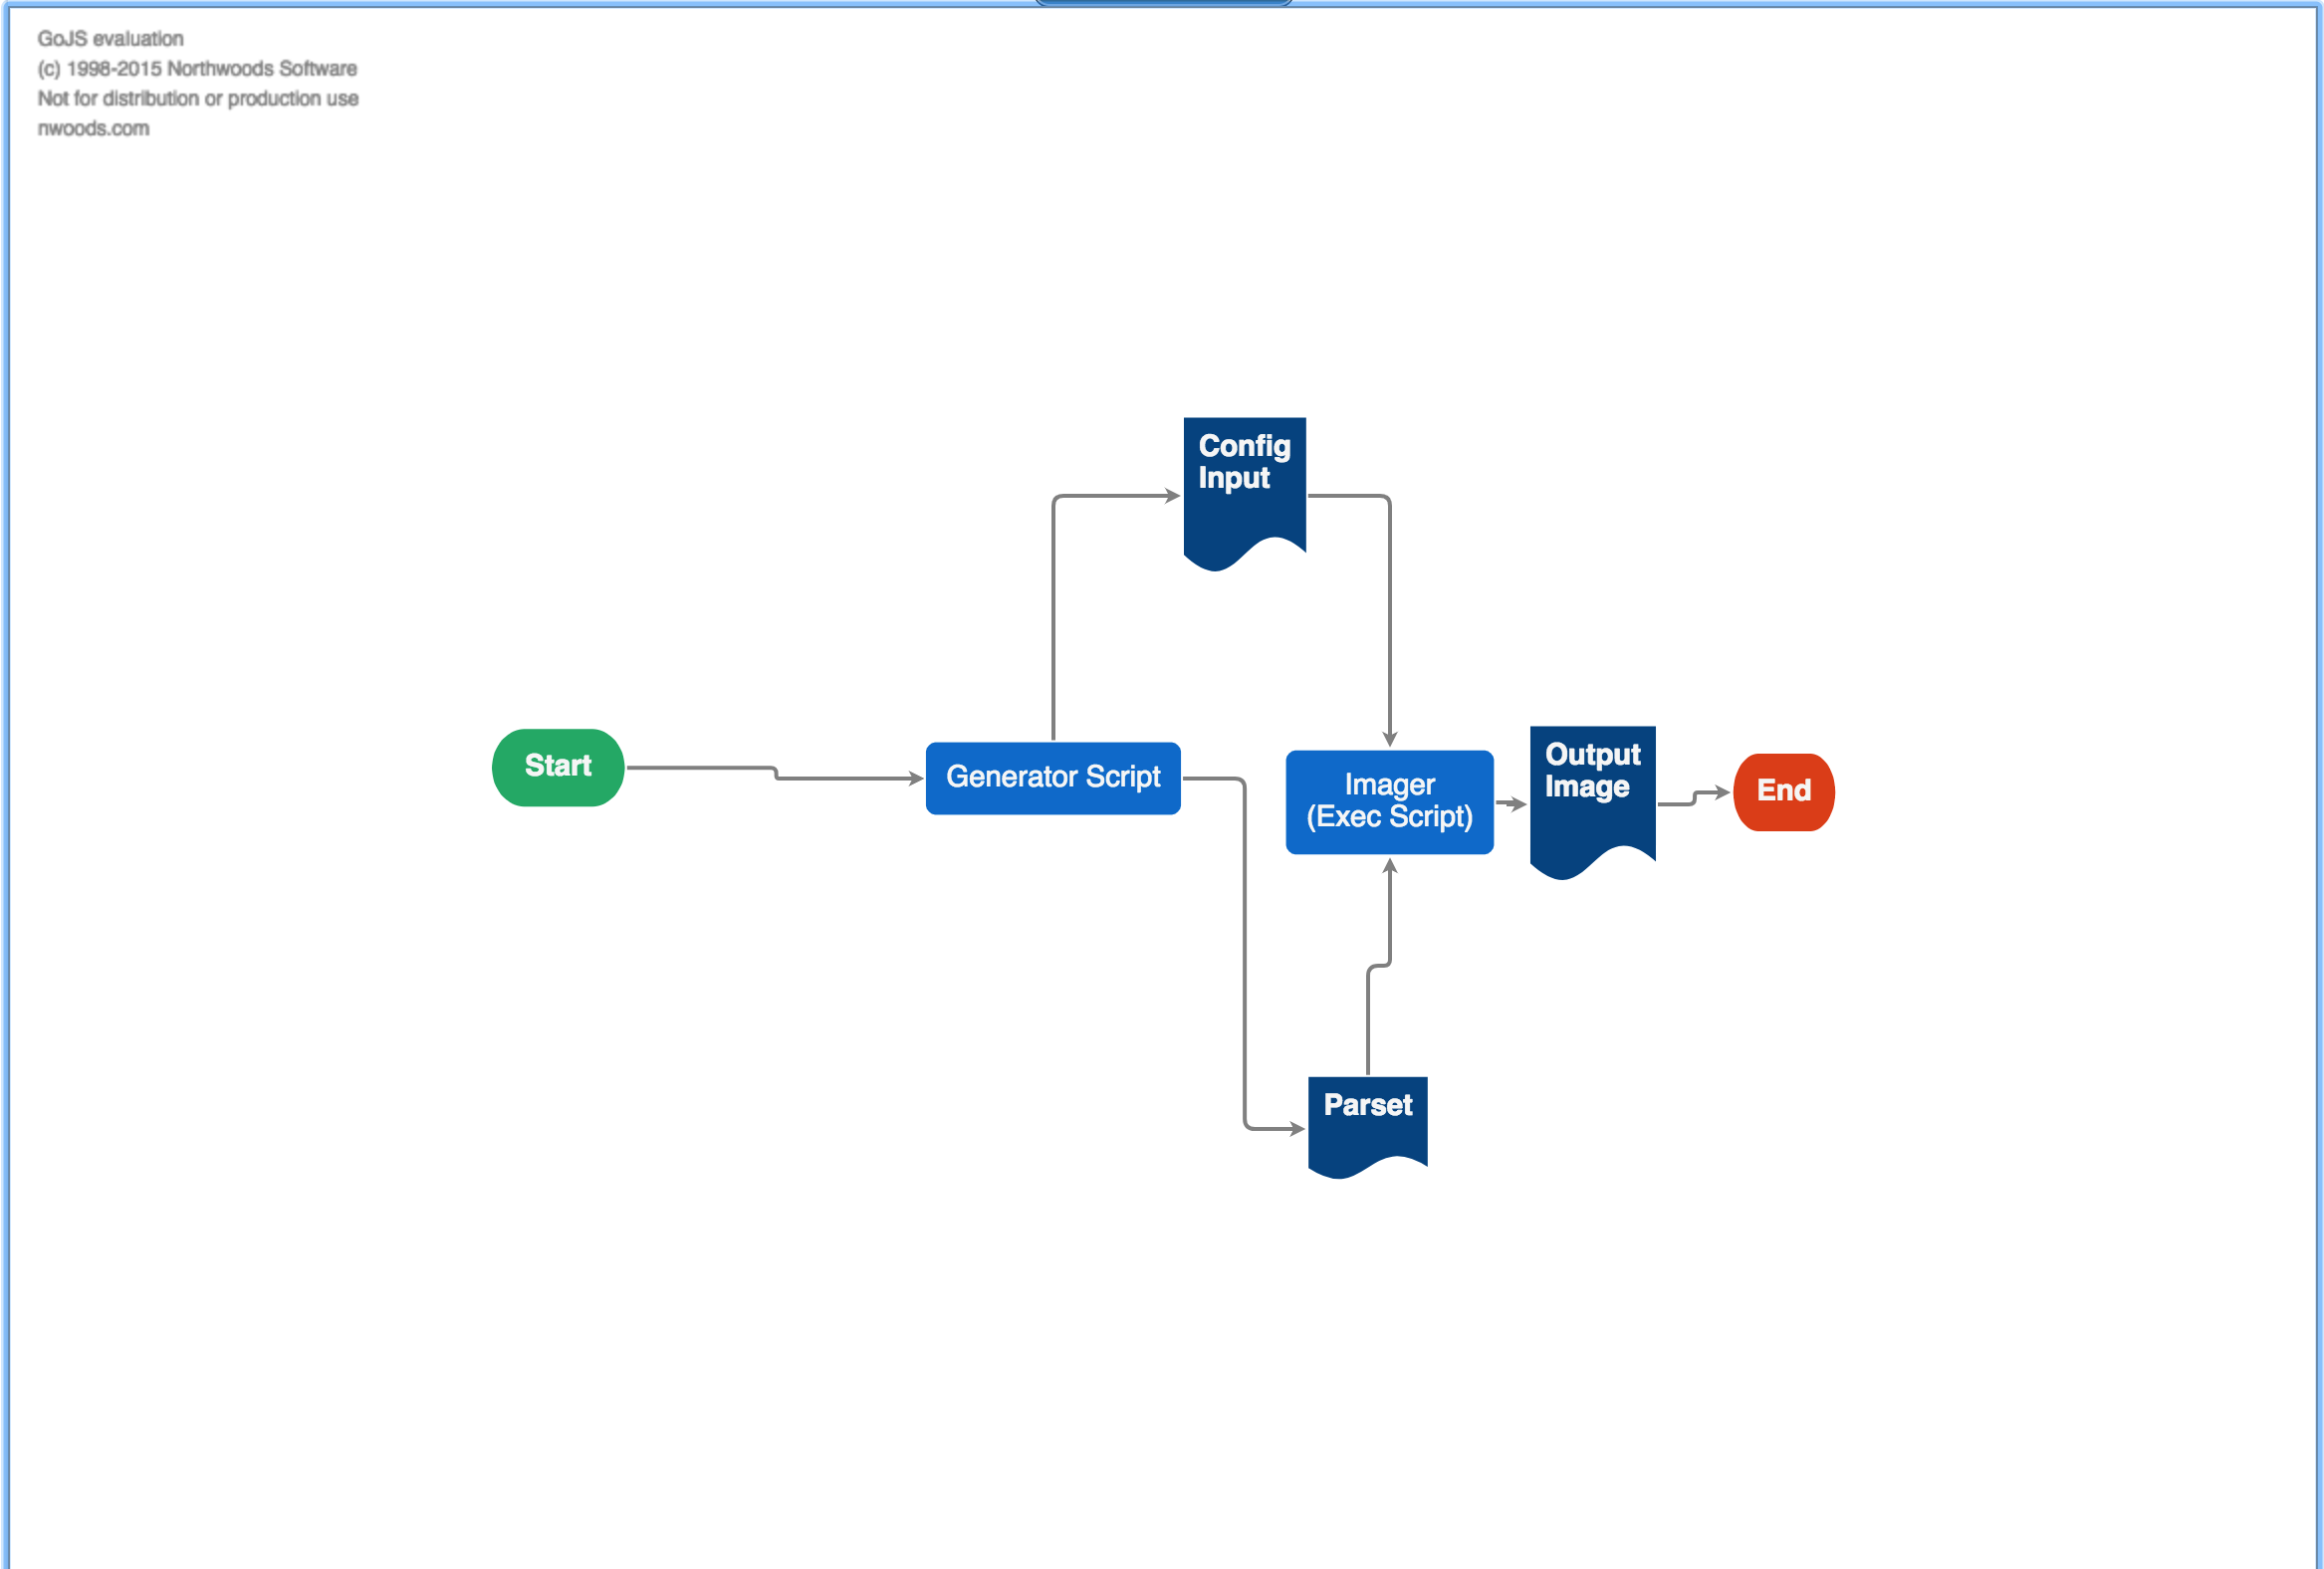 GoJS evaluation
(c) 1998-2015 Northwoods Software
Not for distribution or production use
nwoods.com
Config
Input
Start
Generator Script
Imager
(Exec Script)
Output
Image
End
Parset